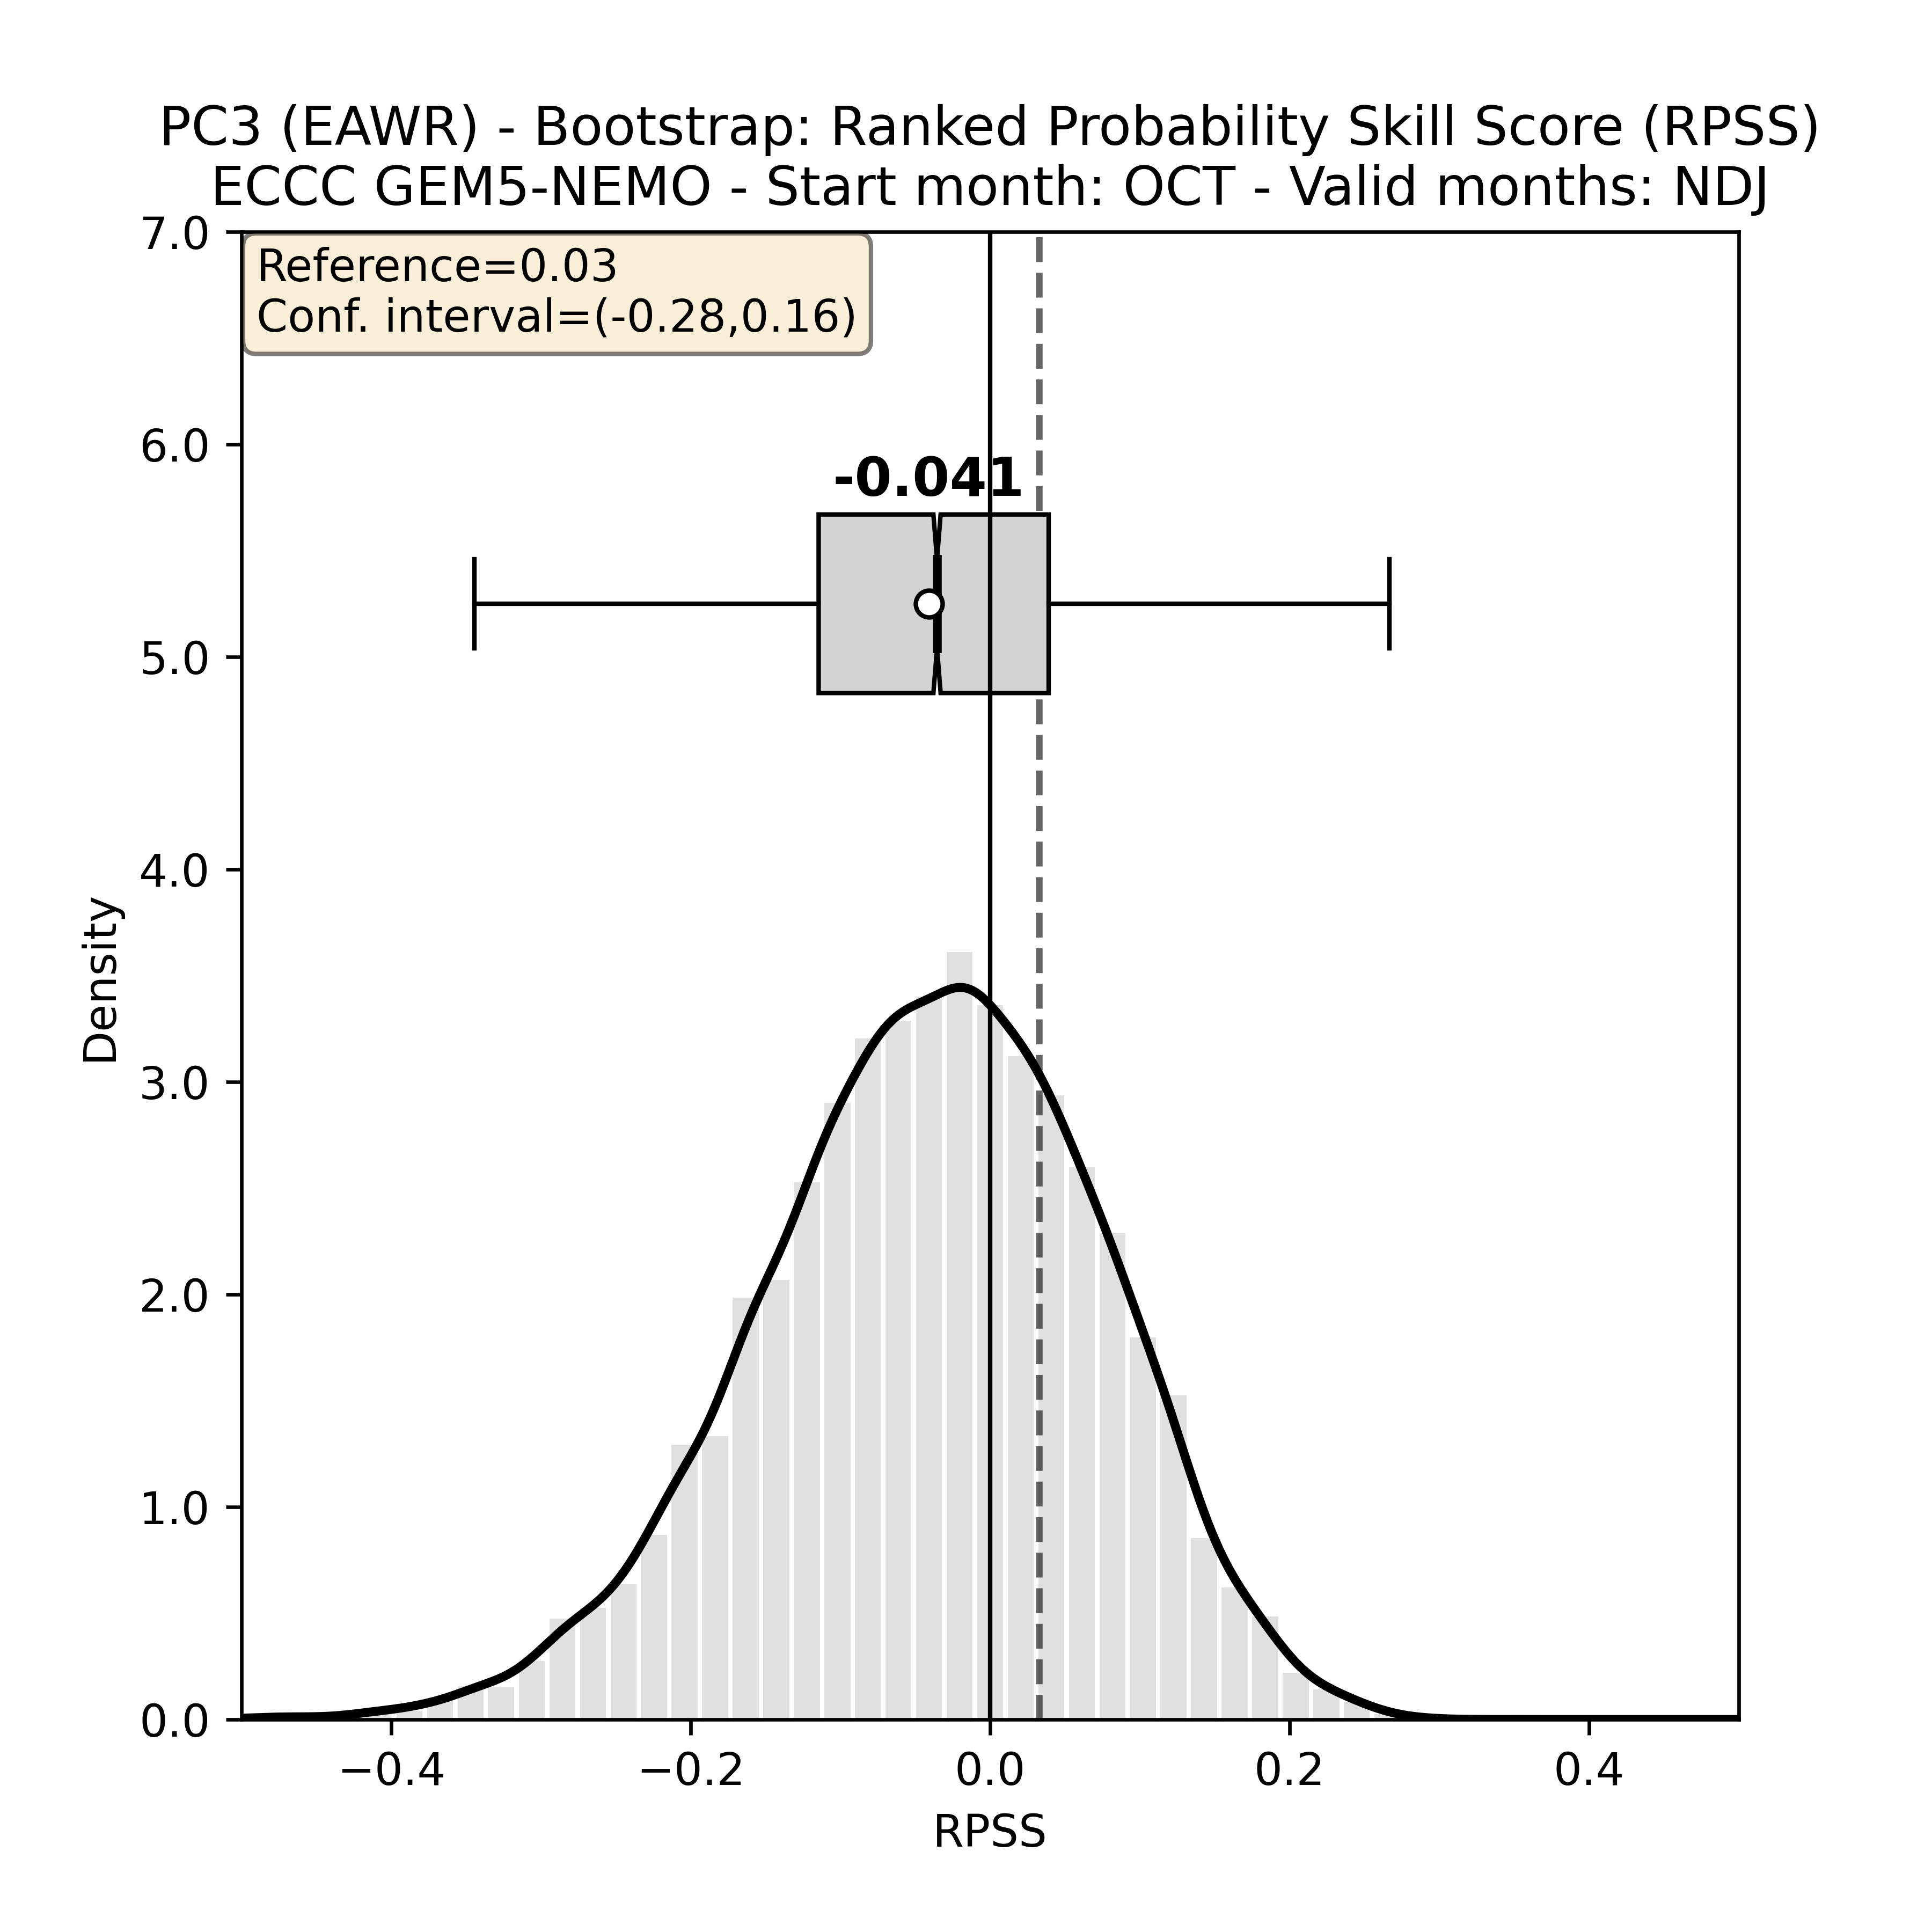 PC3 (EAWR) - Bootstrap: Ranked Probability Skill Score (RPSS)
ECCC GEM5-NEMO - Start month: OCT - Valid months: NDJ
7.0
Reference=0.03
Conf. interval=(-0.28,0.16)
6.0
-0.041
5.0
4.0
Density
3.0
2.0
1.0
0.0
−0.4 −0.2 0.0 0.2 0.4
RPSS